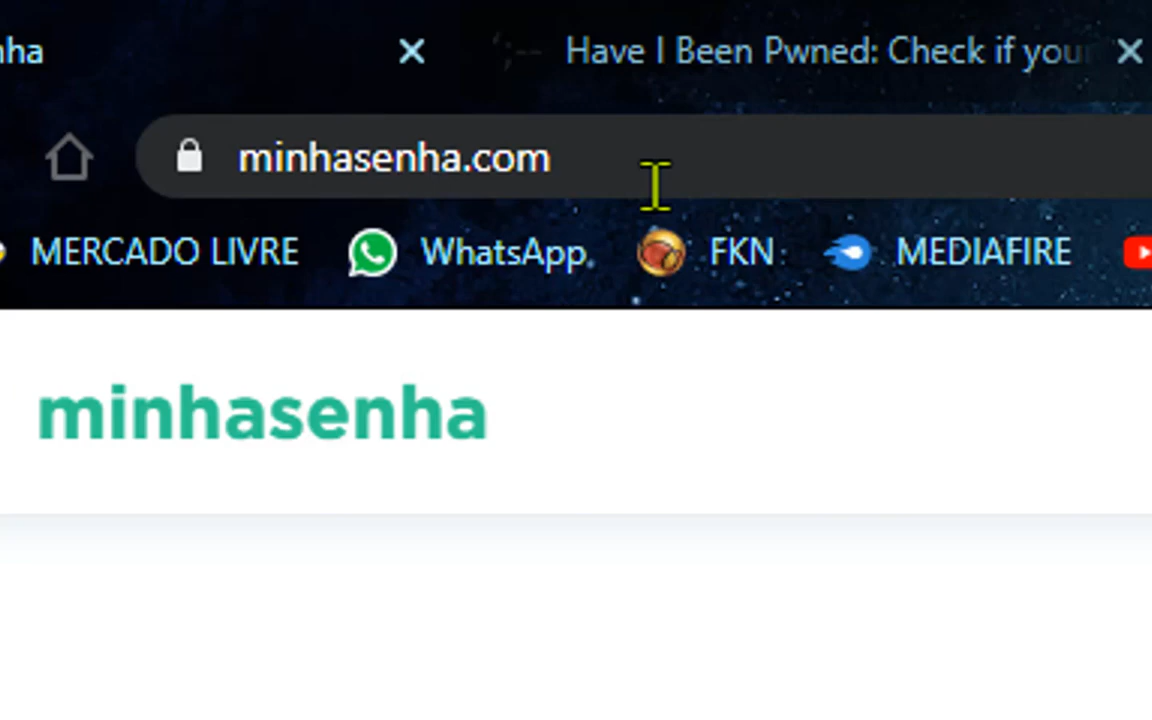 nha
Have I Been Pwned: Check if your
minhasenha.com
MERCADO LIVRE WhatsApp FKN MEDIAFIRE
minhasenha